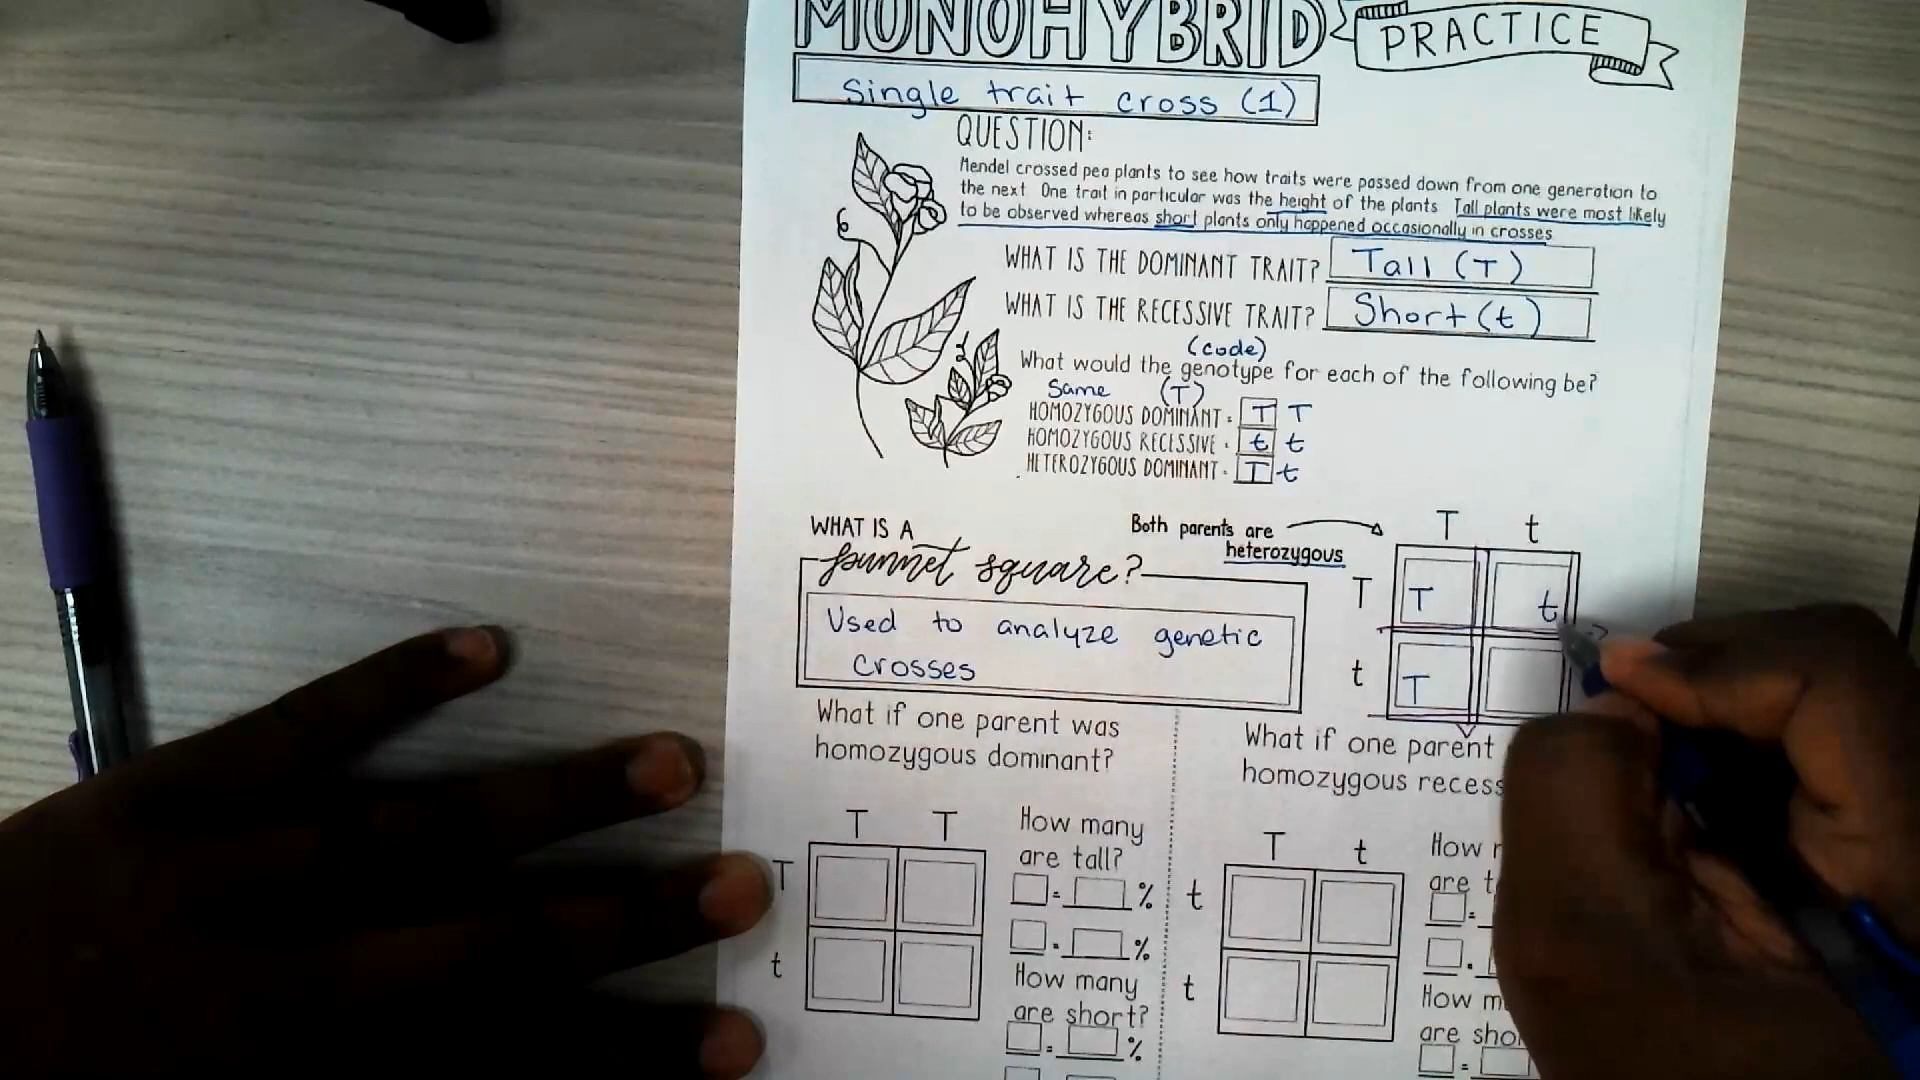 MONOHYBRID PRACTICE
Single trait cross (1)
QUESTION:
Mendel crossed pea plants to see how traits were passed down from one generation to
the next One trait in particular was the height of the plants Tall plants were most likely
to be observed whereas short plants only happened occasionally in crosses
WHAT IS THE DOMINANT TRAIT? Tall (T)
WHAT IS THE RECESSIVE TRAIT? Short (t)
(code)
What would the genotype for each of the following be?
Same (T)
HOMOZYGOUS DOMINANT = T T
HOMOZYGOUS RECESSIVE = t t
HETEROZYGOUS DOMINANT = T t
WHAT IS A
punnet square?
Used to analyze genetic
crosses
Both parents are
heterozygous
T t
T T t
t T
What if one parent was
homozygous dominant?
T T
T
t
How many
are tall?
= %
= %
How many
are short?
= %
What if one parent
homozygous
T t
t
t
How
are
=
=
How
are
=